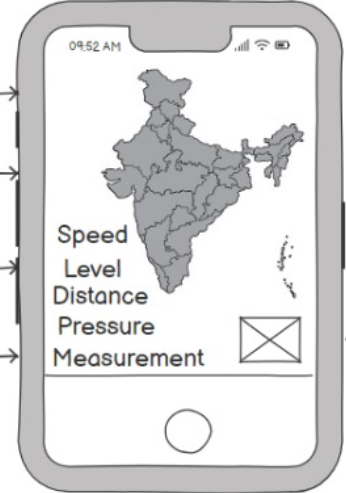 09:52 AM
Speed
Level
Distance
Pressure
Measurement